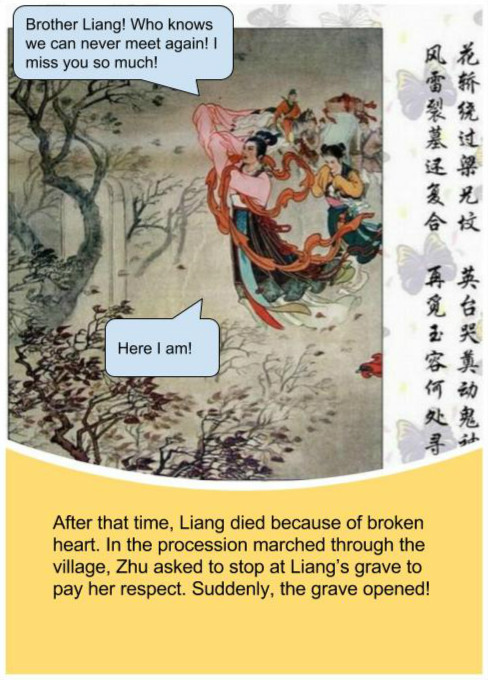 Brother Liang! Who knows
we can never meet again! I
miss you so much!
花轿绕过梁兄坟 英台哭奠动鬼神
风雷裂墓还复合 再觅玉容何处寻
Here I am!
After that time, Liang died because of broken
heart. In the procession marched through the
village, Zhu asked to stop at Liang’s grave to
pay her respect. Suddenly, the grave opened!